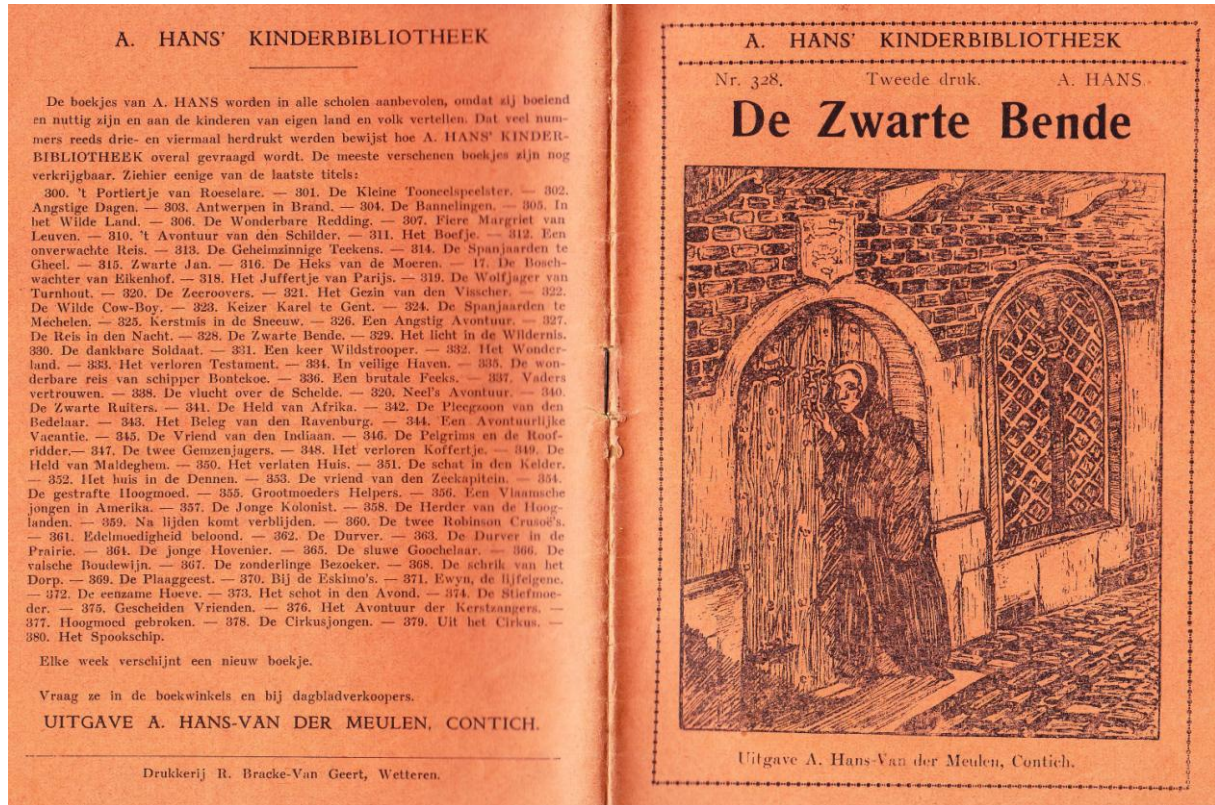 A. HANS' KINDERBIBLIOTHEEK
De boekjes van A. HANS worden in alle scholen aanbevolen, omdat zij boeiend
en nuttig zijn en aan de kinderen van eigen land en volk vertellen. Dat veel num-
mers reeds drie- en viermaal herdrukt werden bewijst hoe A. HANS' KINDER-
BIBLIOTHEEK overal gevraagd wordt. De meeste verschenen boekjes zijn nog
verkrijgbaar. Ziehier eenige van de laatste titels:
300. 't Portiertje van Roeselare. — 301. De Kleine Tooneelspeelster. — 302.
Angstige Dagen. — 303. Antwerpen in Brand. — 304. De Bannelingen. — 305. In
het Wilde Land. — 306. De Wonderbare Redding. — 307. Fiere Margriet van
Leuven. — 310. 't Avontuur van den Schilder. — 311. Het Boefje. — 312. Een
onverwachte Reis. — 313. De Geheimzinnige Teekens. — 314. De Spanjaarden te
Gheel. — 315. Zwarte Jan. — 316. De Heks van de Moeren. — 17. De Bosch-
wachter van Eikenhof. — 318. Het Juffertje van Parijs. — 319. De Wolfjager van
Turnhout. — 320. De Zeeroovers. — 321. Het Gezin van den Visscher. — 322.
De Wilde Cow-Boy. — 323. Keizer Karel te Gent. — 324. De Spanjaarden te
Mechelen. — 325. Kerstmis in de Sneeuw. — 326. Een Angstig Avontuur. — 327.
De Reis in den Nacht. — 328. De Zwarte Bende. — 329. Het licht in de Wildernis.
330. De dankbare Soldaat. — 331. Een keer Wildstrooper. — 332. Het Wonder-
land. — 333. Het verloren Testament. — 334. In veilige Haven. — 335. De won-
derbare reis van schipper Bontekoe. — 336. Een brutale Feeks. — 337. Vaders
vertrouwen. — 338. De vlucht over de Schelde. — 320. Neel's Avontuur. — 340.
De Zwarte Ruiters. — 341. De Held van Afrika. — 342. De Pleegzoon van den
Bedelaar. — 343. Het Beleg van den Ravenburg. — 344. Een Avontuurlijke
Vacantie. — 345. De Vriend van den Indiaan. — 346. De Pelgrims en de Roof-
ridder.— 347. De twee Gemzenjagers. — 348. Het verloren Koffertje. — 349. De
Held van Maldeghem. — 350. Het verlaten Huis. — 351. De schat in den Kelder.
— 352. Het huis in de Dennen. — 353. De vriend van den Zeekapitein. — 354.
De gestrafte Hoogmoed. — 355. Grootmoeders Helpers. — 356. Een Vlaamsche
jongen in Amerika. — 357. De Jonge Kolonist. — 358. De Herder van de Hoog-
landen. — 359. Na lijden komt verblijden. — 360. De twee Robinson Crusoë's.
— 361. Edelmoedigheid beloond. — 362. De Durver. — 363. De Durver in de
Prairie. — 364. De jonge Hovenier. — 365. De sluwe Goochelaar. — 366. De
valsche Boudewijn. — 367. De zonderlinge Bezoeker. — 368. De schrik van het
Dorp. — 369. De Plaaggeest. — 370. Bij de Eskimo's. — 371. Ewyn, de lijfeigene.
— 372. De eenzame Hoeve. — 373. Het schot in den Avond. — 374. De Stiefmoe-
der. — 375. Gescheiden Vrienden. — 376. Het Avontuur der Kerstzangers. —
377. Hoogmoed gebroken. — 378. De Cirkusjongen. — 379. Uit het Cirkus. —
380. Het Spookschip.
Elke week verschijnt een nieuw boekje.
Vraag ze in de boekwinkels en bij dagbladverkoopers.
UITGAVE A. HANS-VAN DER MEULEN, CONTICH.
Drukkerij R. Bracke-Van Geert, Wetteren.
A. HANS' KINDERBIBLIOTHEEK
Nr. 328. Tweede druk. A. HANS.
De Zwarte Bende
Uitgave A. Hans-Van der Meulen, Contich.